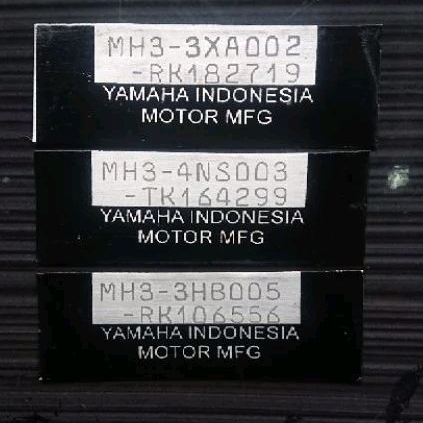 MH3-3XA002
-RK182719
YAMAHA INDONESIA
MOTOR MFG
MH3-4NS003
-TK164299
YAMAHA INDONESIA
MOTOR MFG
MH3-3HB005
-RK106556
YAMAHA INDONESIA
MOTOR MFG